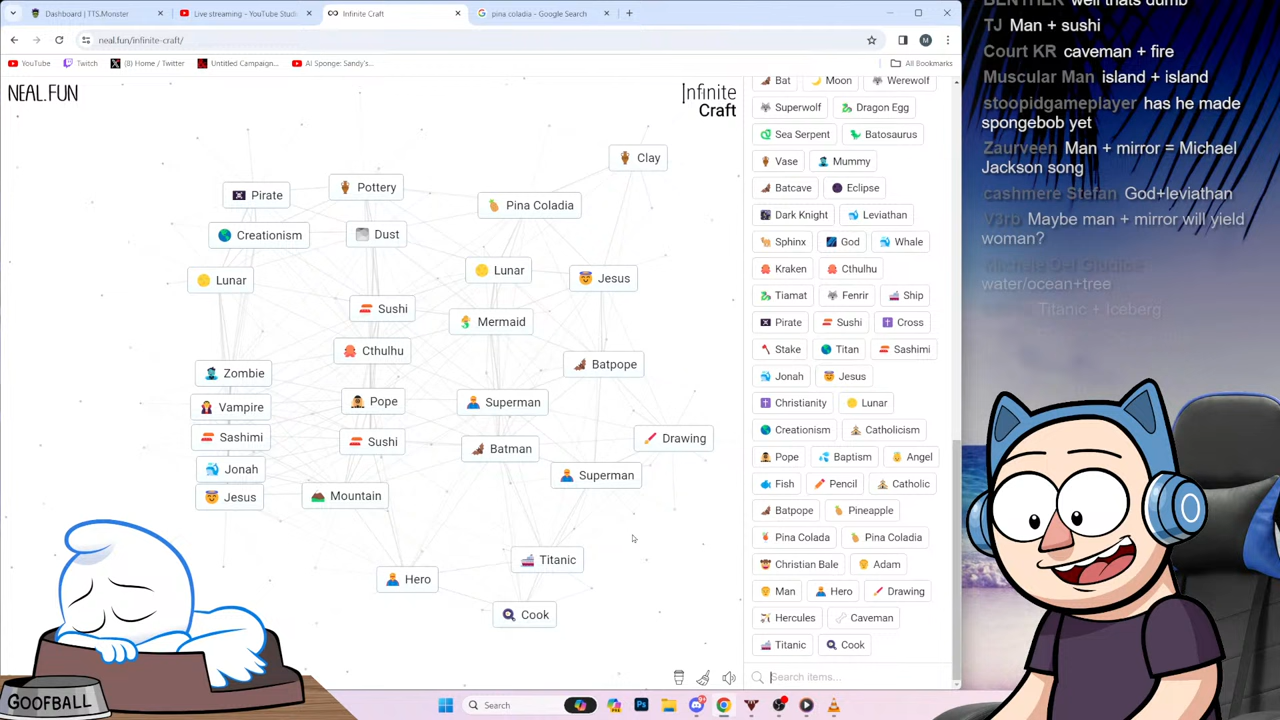 Dashboard | TTS.Monster
Live streaming - YouTube Studi
Infinite Craft
pina coladia - Google Search
neal.fun/infinite-craft/
YouTube
Twitch
(8) Home / Twitter
Untitled Campaign...
AI Sponge: Sandy's...
All Bookmarks
NEAL.FUN
Infinite
Craft
Clay
Pirate
Pottery
Pina Coladia
Creationism
Dust
Lunar
Lunar
Jesus
Sushi
Mermaid
Cthulhu
Batpope
Zombie
Pope
Superman
Vampire
Sashimi
Sushi
Batman
Drawing
Jonah
Superman
Jesus
Mountain
Titanic
Hero
Cook
Bat
Moon
Werewolf
Superwolf
Dragon Egg
Sea Serpent
Batosaurus
Vase
Mummy
Batcave
Eclipse
Dark Knight
Leviathan
Sphinx
God
Whale
Kraken
Cthulhu
Tiamat
Fenrir
Ship
Pirate
Sushi
Cross
Stake
Titan
Sashimi
Jonah
Jesus
Christianity
Lunar
Creationism
Catholicism
Pope
Baptism
Angel
Fish
Pencil
Catholic
Batpope
Pineapple
Pina Colada
Pina Coladia
Christian Bale
Adam
Man
Hero
Drawing
Hercules
Caveman
Titanic
Cook
Search items...
Search
GOOFBALL
well thats dumb
TJ Man + sushi
Court KR caveman + fire
Muscular Man island + island
stoopidgameplayer has he made
spongebob yet
Zaurveen Man + mirror = Michael
Jackson song
cashmere Stefan God+leviathan
V3rb Maybe man + mirror will yield
woman?
water/ocean+tree
Titanic + Iceberg